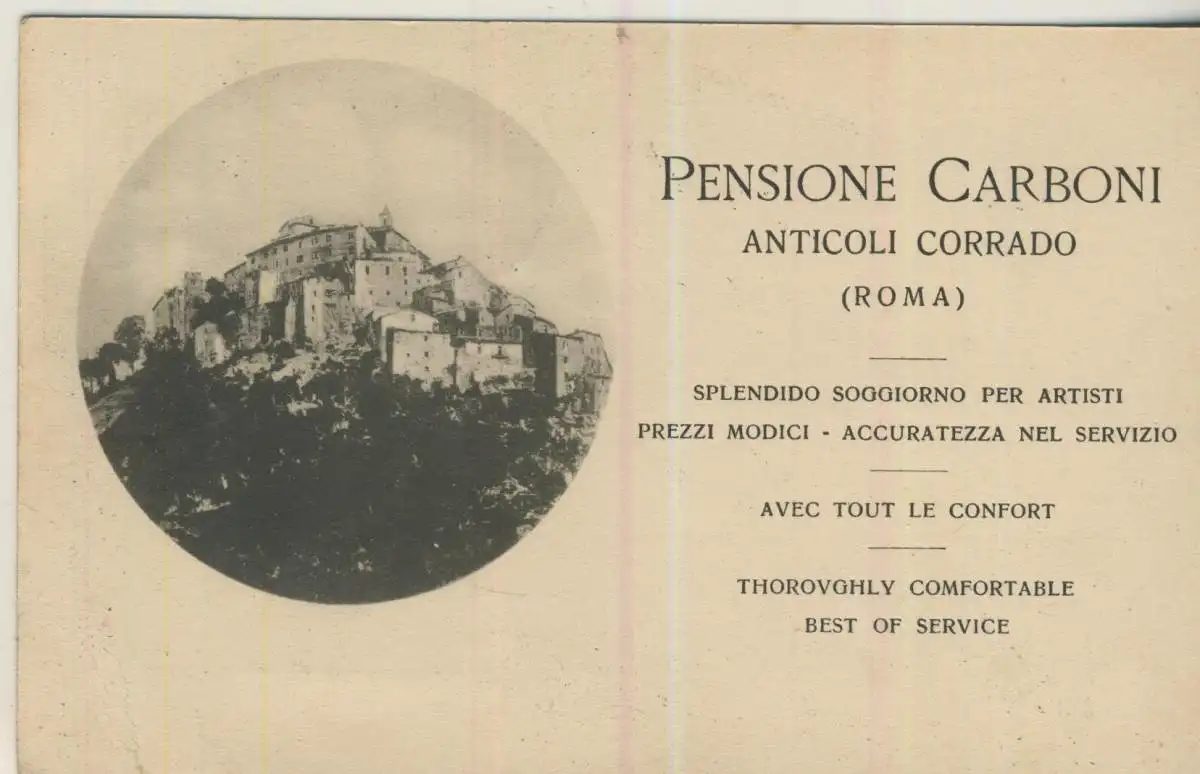 PENSIONE CARBONI
ANTICOLI CORRADO
(ROMA)
SPLENDIDO SOGGIORNO PER ARTISTI
PREZZI MODICI - ACCURATEZZA NEL SERVIZIO
AVEC TOUT LE CONFORT
THOROVGHLY COMFORTABLE
BEST OF SERVICE